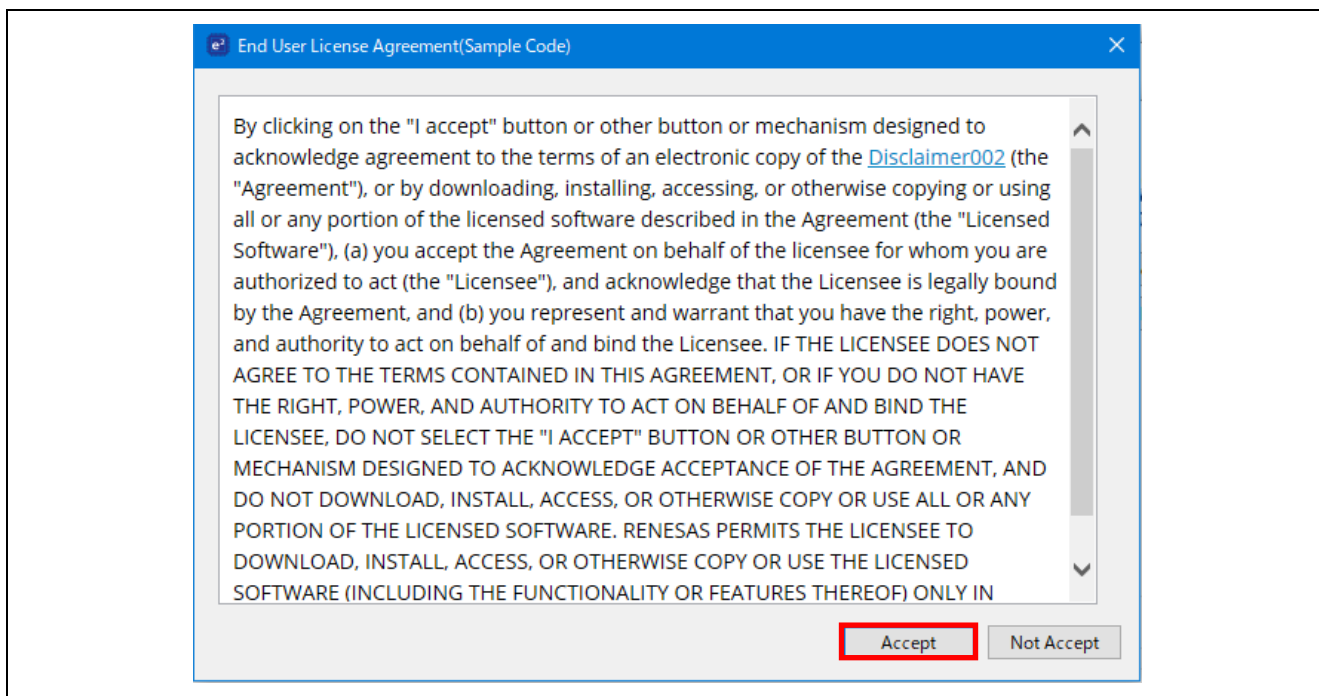 e² End User License Agreement(Sample Code)
By clicking on the "I accept" button or other button or mechanism designed to
acknowledge agreement to the terms of an electronic copy of the Disclaimer002 (the
"Agreement"), or by downloading, installing, accessing, or otherwise copying or using
all or any portion of the licensed software described in the Agreement (the "Licensed
Software"), (a) you accept the Agreement on behalf of the licensee for whom you are
authorized to act (the "Licensee"), and acknowledge that the Licensee is legally bound
by the Agreement, and (b) you represent and warrant that you have the right, power,
and authority to act on behalf of and bind the Licensee. IF THE LICENSEE DOES NOT
AGREE TO THE TERMS CONTAINED IN THIS AGREEMENT, OR IF YOU DO NOT HAVE
THE RIGHT, POWER, AND AUTHORITY TO ACT ON BEHALF OF AND BIND THE
LICENSEE, DO NOT SELECT THE "I ACCEPT" BUTTON OR OTHER BUTTON OR
MECHANISM DESIGNED TO ACKNOWLEDGE ACCEPTANCE OF THE AGREEMENT, AND
DO NOT DOWNLOAD, INSTALL, ACCESS, OR OTHERWISE COPY OR USE ALL OR ANY
PORTION OF THE LICENSED SOFTWARE. RENESAS PERMITS THE LICENSEE TO
DOWNLOAD, INSTALL, ACCESS, OR OTHERWISE COPY OR USE THE LICENSED
SOFTWARE (INCLUDING THE FUNCTIONALITY OR FEATURES THEREOF) ONLY IN
Accept Not Accept